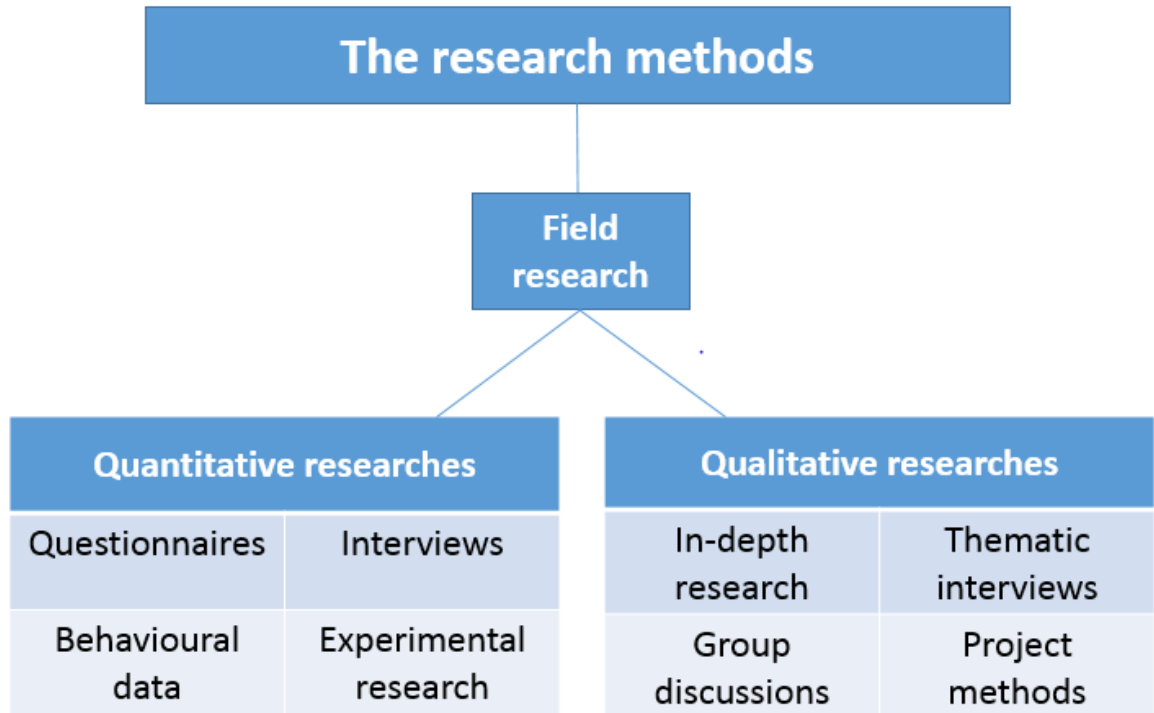 The research methods
Field
research
Quantitative researches
Questionnaires
Interviews
Behavioural
data
Experimental
research
Qualitative researches
In-depth
research
Thematic
interviews
Group
discussions
Project
methods